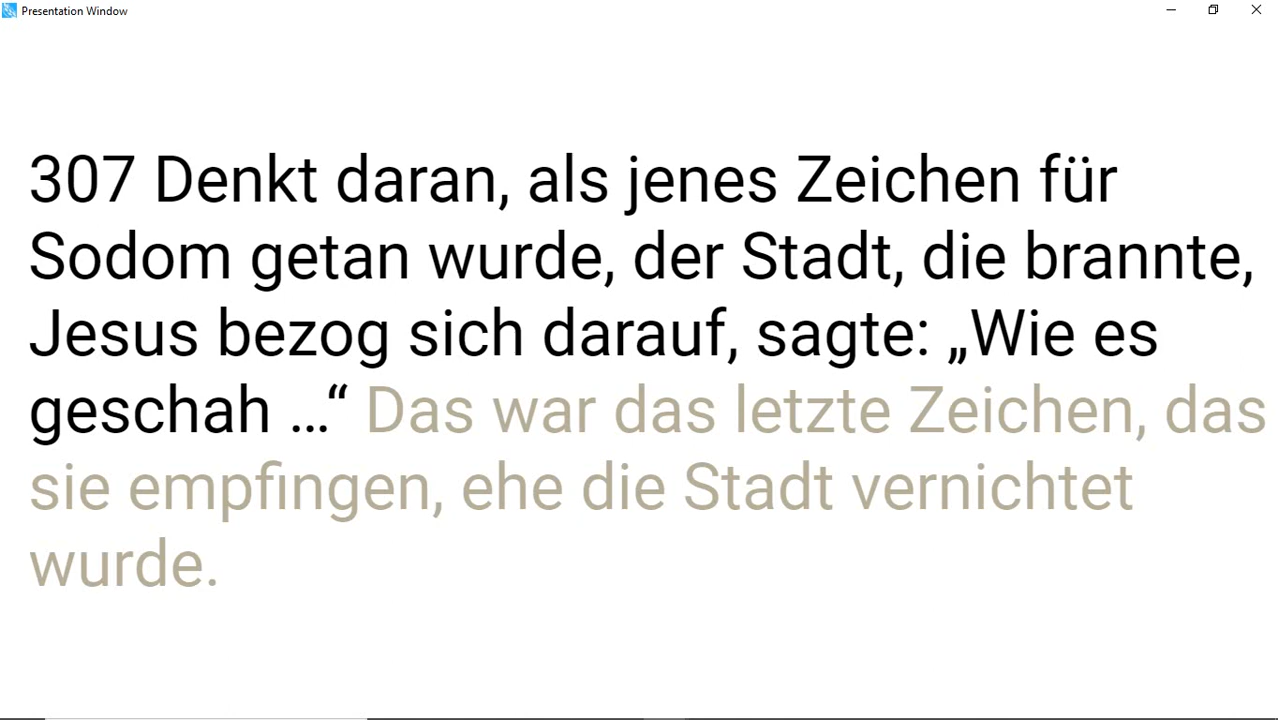 Presentation Window
307 Denkt daran, als jenes Zeichen für
Sodom getan wurde, der Stadt, die brannte,
Jesus bezog sich darauf, sagte: „Wie es
geschah ...“ Das war das letzte Zeichen, das
sie empfingen, ehe die Stadt vernichtet
wurde.